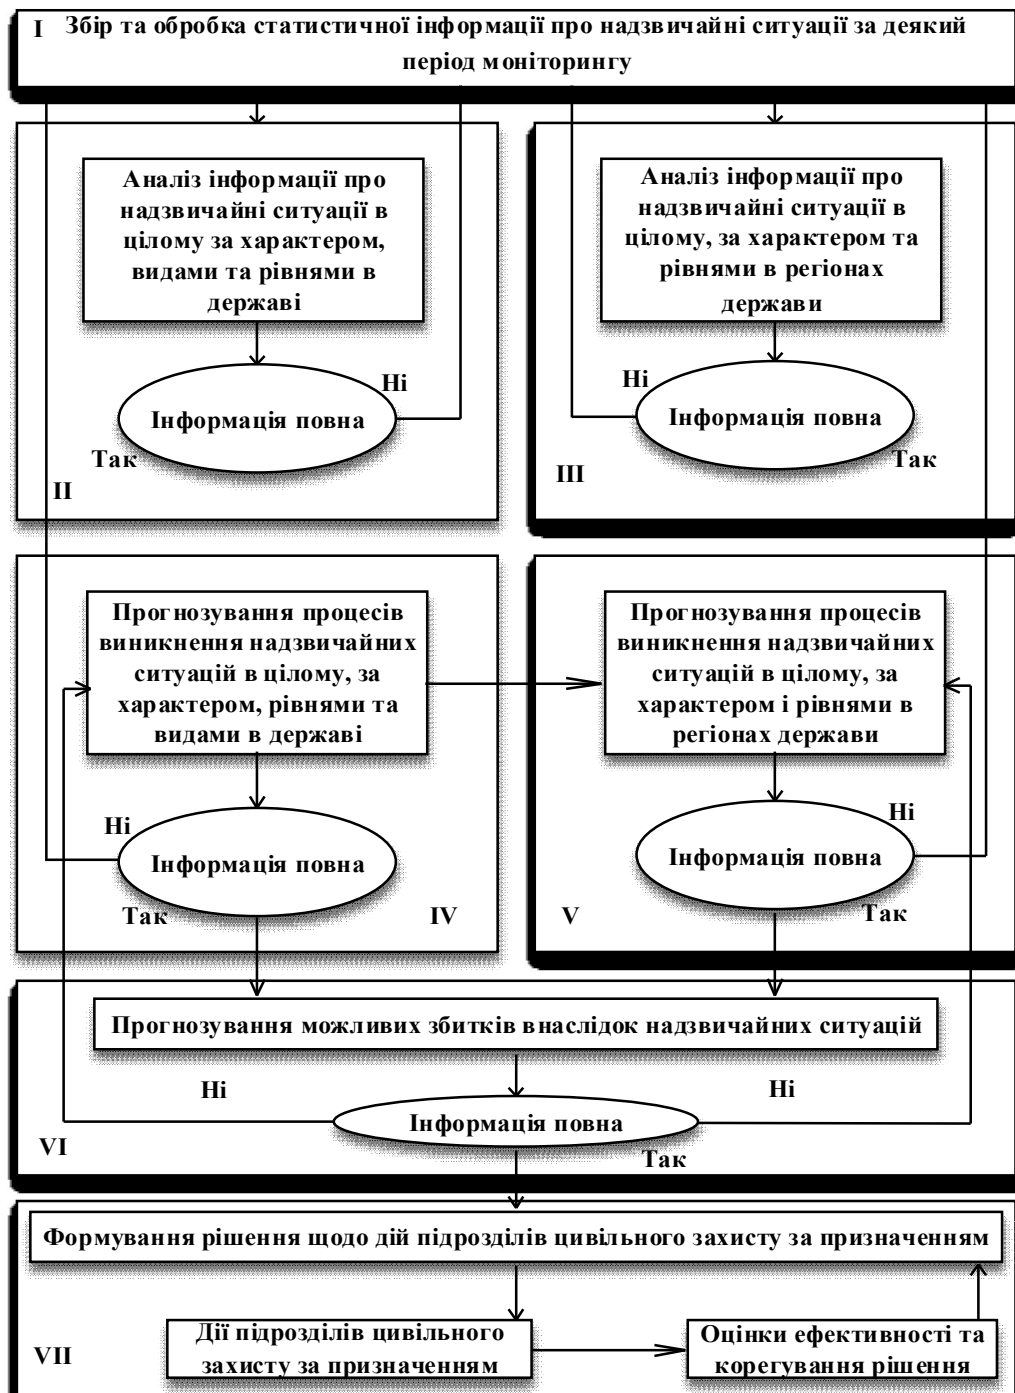 I Збір та обробка статистичної інформації про надзвичайні ситуації за деякий
період моніторингу
Аналіз інформації про
надзвичайні ситуації в
цілому за характером,
видами та рівнями в
державі
Ні
Інформація повна
Так
II
Аналіз інформації про
надзвичайні ситуації в
цілому, за характером та
рівнями в регіонах
держави
Ні
Інформація повна
Так
III
Прогнозування процесів
виникнення надзвичайних
ситуацій в цілому, за
характером, рівнями та
видами в державі
Ні
Інформація повна
Так
IV
Прогнозування процесів
виникнення надзвичайних
ситуацій в цілому, за
характером і рівнями в
регіонах держави
Ні
Інформація повна
Так
V
Прогнозування можливих збитків внаслідок надзвичайних ситуацій
Ні
Ні
Інформація повна
VI
Так
Формування рішення щодо дій підрозділів цивільного захисту за призначенням
Дії підрозділів цивільного
захисту за призначенням
Оцінки ефективності та
корегування рішення
VII